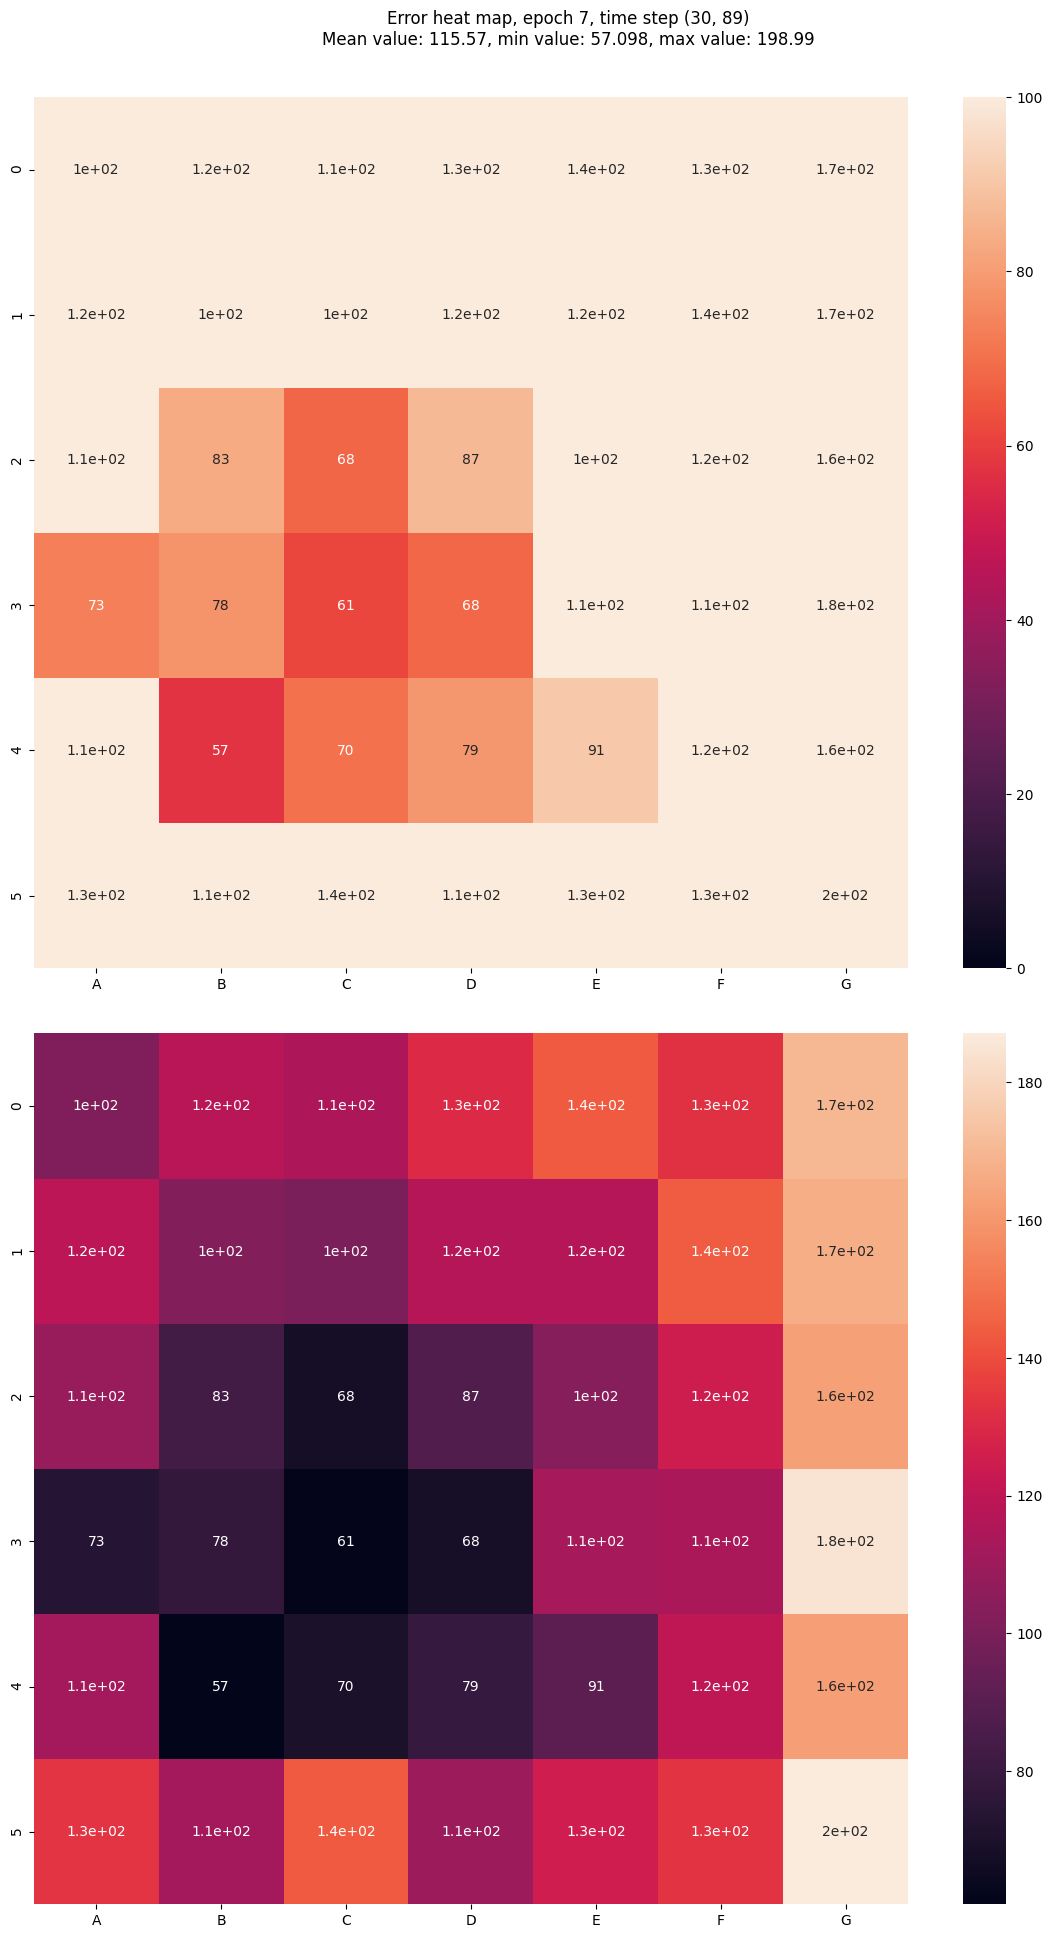 Error heat map, epoch 7, time step (30, 89)
Mean value: 115.57, min value: 57.098, max value: 198.99
0 1e+02 1.2e+02 1.1e+02 1.3e+02 1.4e+02 1.3e+02 1.7e+02
1 1.2e+02 1e+02 1e+02 1.2e+02 1.2e+02 1.4e+02 1.7e+02
2 1.1e+02 83 68 87 1e+02 1.2e+02 1.6e+02
3 73 78 61 68 1.1e+02 1.1e+02 1.8e+02
4 1.1e+02 57 70 79 91 1.2e+02 1.6e+02
5 1.3e+02 1.1e+02 1.4e+02 1.1e+02 1.3e+02 1.3e+02 2e+02
A B C D E F G
100
80
60
40
20
0
0 1e+02 1.2e+02 1.1e+02 1.3e+02 1.4e+02 1.3e+02 1.7e+02
1 1.2e+02 1e+02 1e+02 1.2e+02 1.2e+02 1.4e+02 1.7e+02
2 1.1e+02 83 68 87 1e+02 1.2e+02 1.6e+02
3 73 78 61 68 1.1e+02 1.1e+02 1.8e+02
4 1.1e+02 57 70 79 91 1.2e+02 1.6e+02
5 1.3e+02 1.1e+02 1.4e+02 1.1e+02 1.3e+02 1.3e+02 2e+02
A B C D E F G
180
160
140
120
100
80